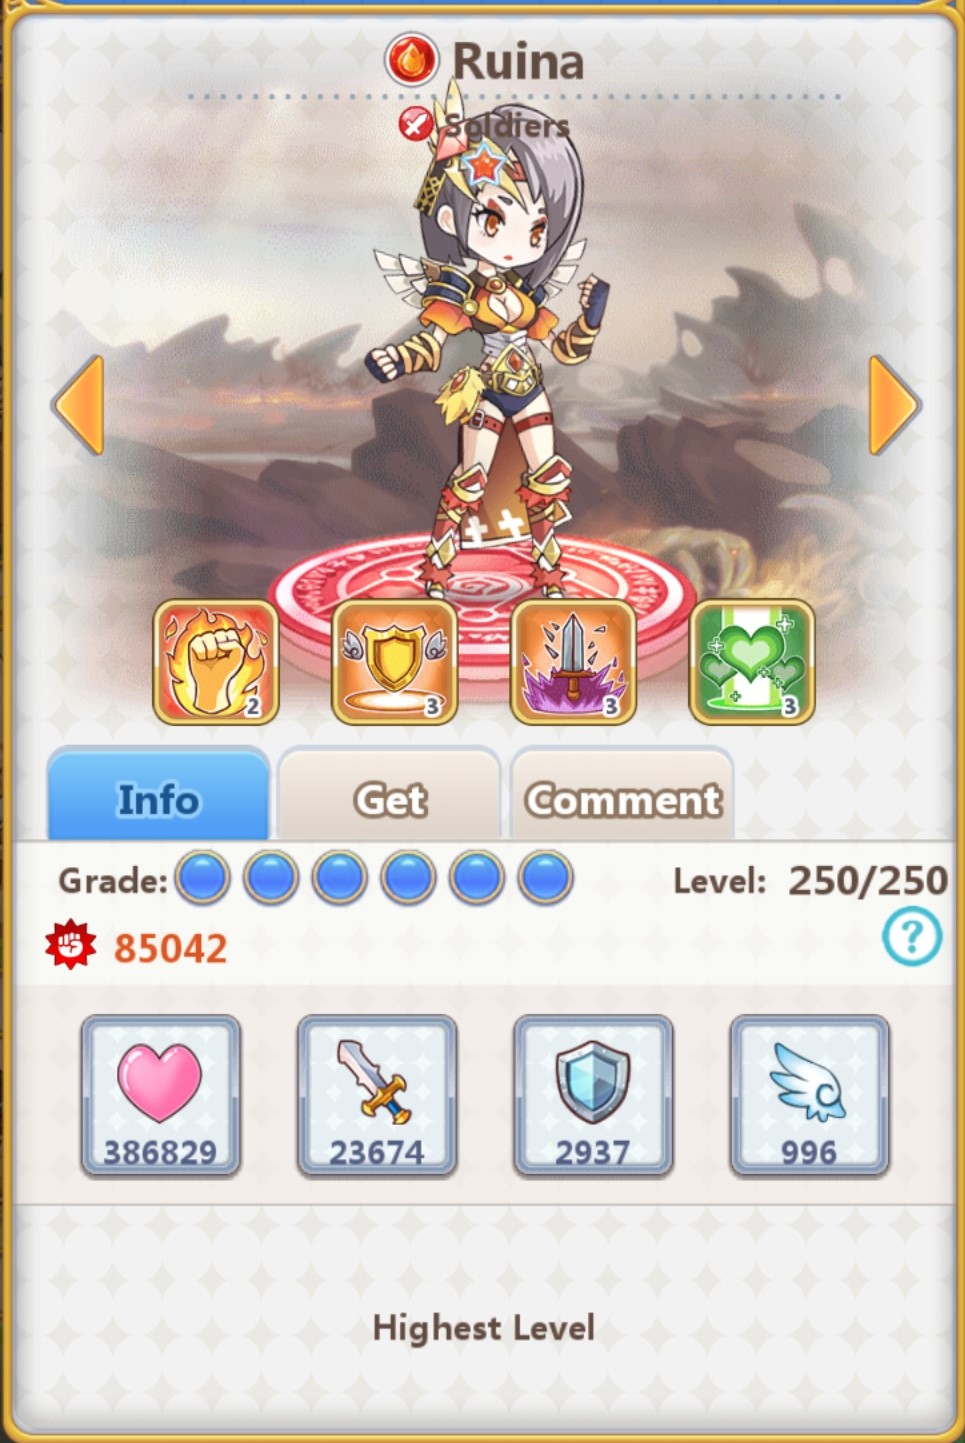 Ruina
Soldiers
2 3 3 3
Info Get Comment
Grade: Level: 250/250
85042 ?
386829 23674 2937 996
Highest Level